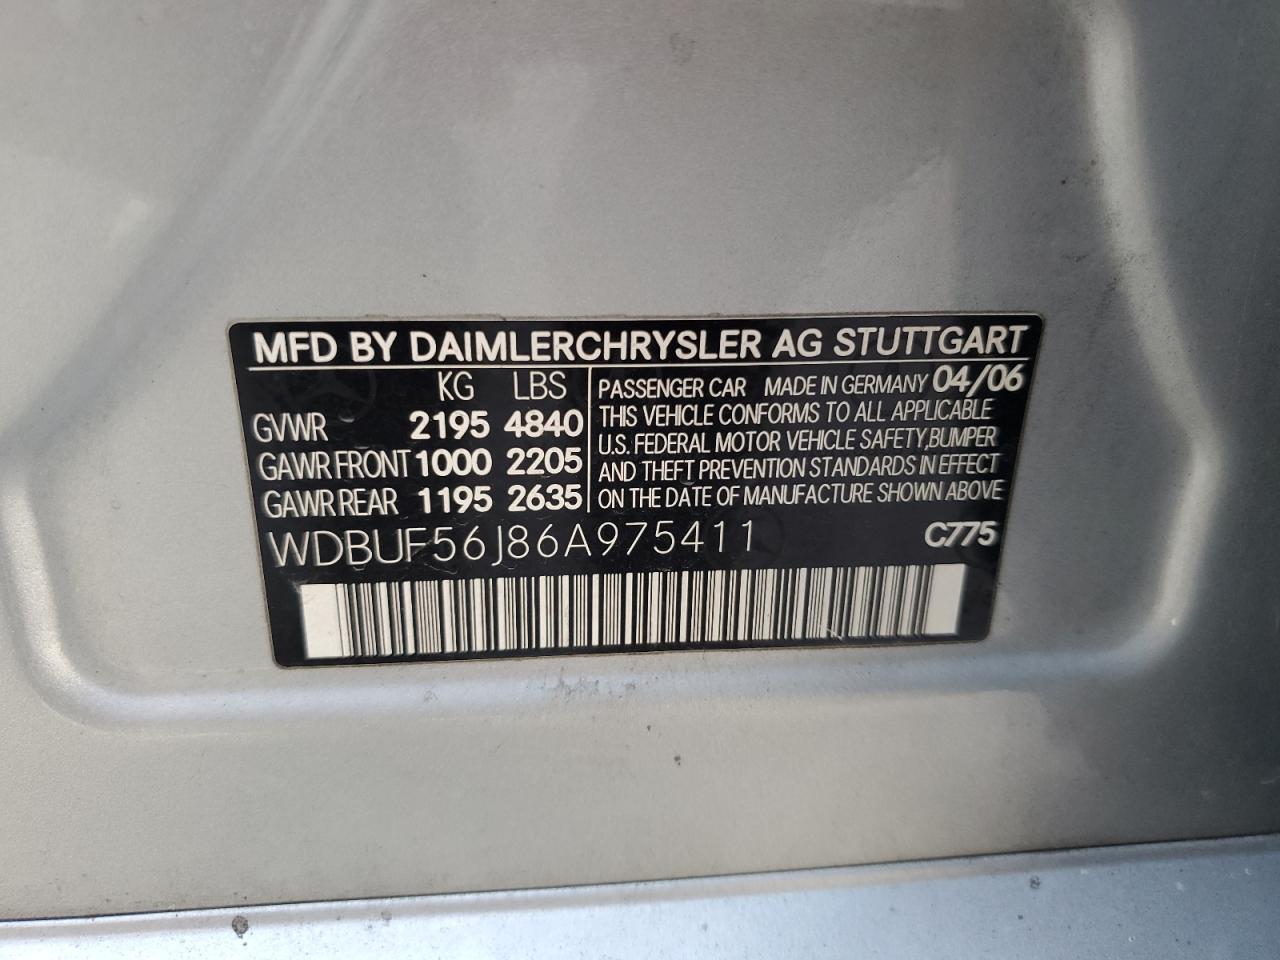 MFD BY DAIMLERCHRYSLER AG STUTTGART
KG LBS
GVWR 2195 4840
GAWR FRONT 1000 2205
GAWR REAR 1195 2635
PASSENGER CAR MADE IN GERMANY 04/06
THIS VEHICLE CONFORMS TO ALL APPLICABLE
U.S. FEDERAL MOTOR VEHICLE SAFETY, BUMPER
AND THEFT PREVENTION STANDARDS IN EFFECT
ON THE DATE OF MANUFACTURE SHOWN ABOVE
WDBUF56J86A975411 C775